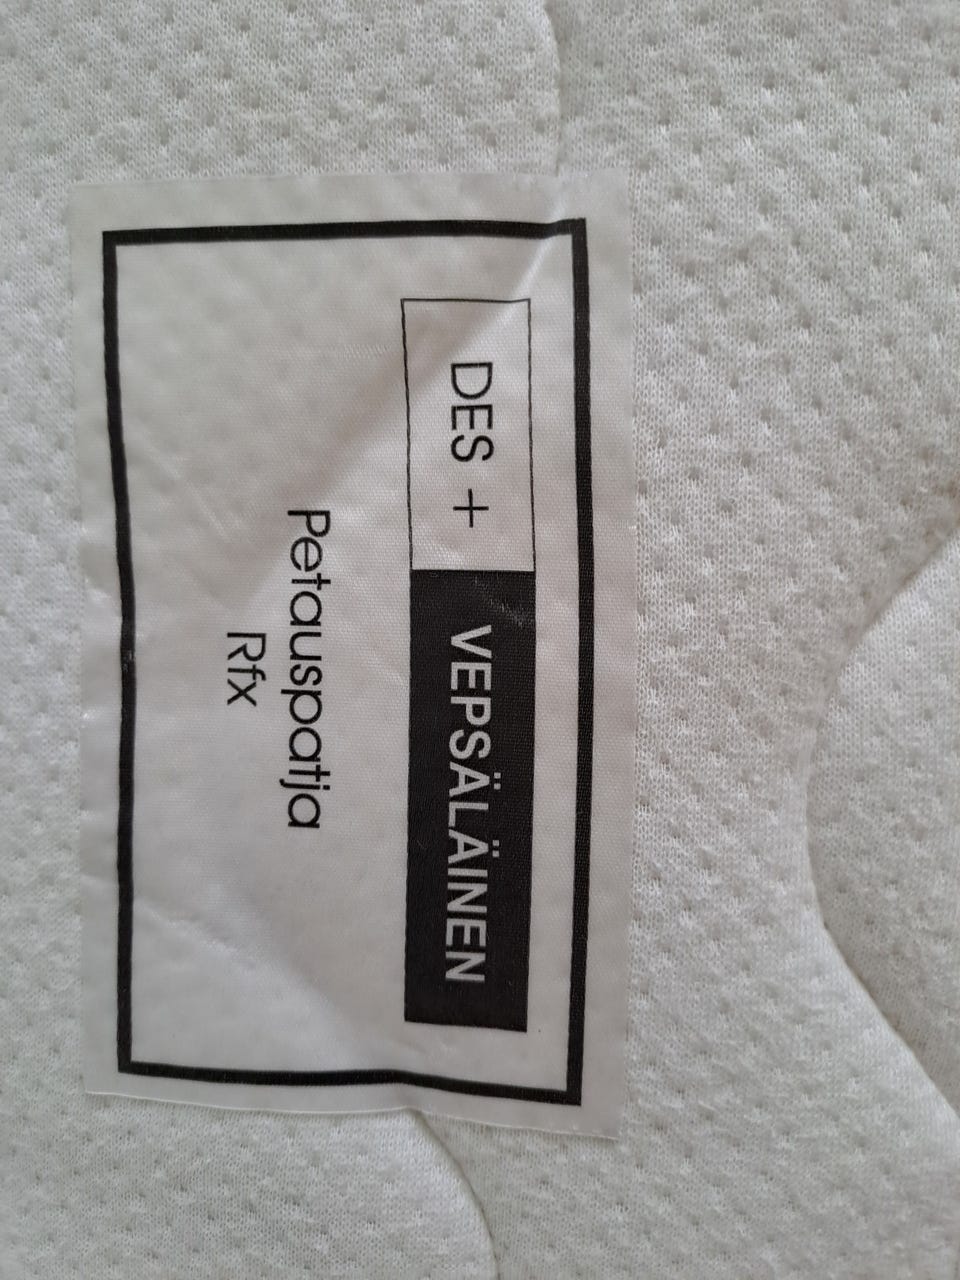 DES + VEPSÄLÄINEN
Petauspatja
Rfx